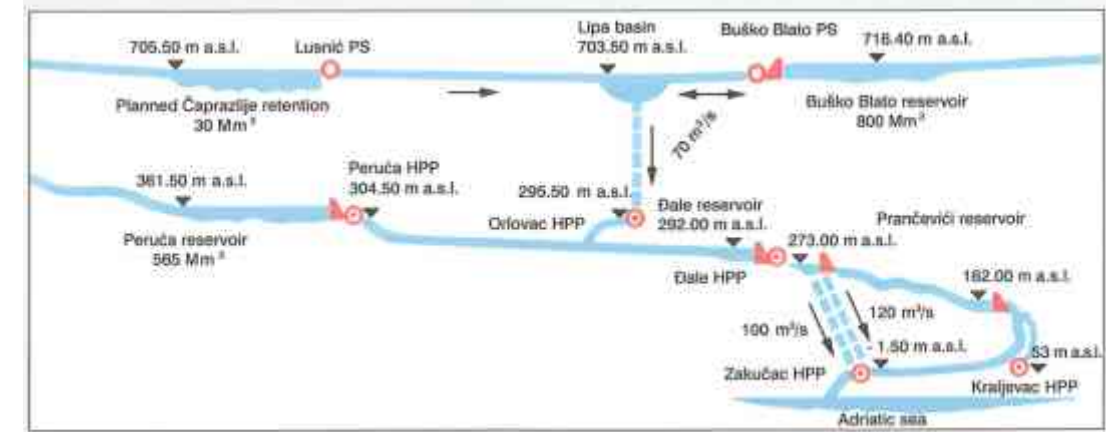 705.50 m a.s.l.
Lusnić PS
Lipa basin
703.50 m a.s.l.
Buško Blato PS
716.40 m a.s.l.
Planned Čaprazlije retention
30 Mm³
Buško Blato reservoir
800 Mm³
70 m³/s
361.50 m a.s.l.
Peruća HPP
304.50 m a.s.l.
295.50 m a.s.l.
Orlovac HPP
Đale reservoir
292.00 m a.s.l.
Prančevići reservoir
273.00 m a.s.l.
Peruća reservoir
565 Mm³
Đale HPP
162.00 m a.s.l.
100 m³/s
120 m³/s
- 1.50 m a.s.l.
53 m a.s.l.
Zakučac HPP
Kraljevac HPP
Adriatic sea